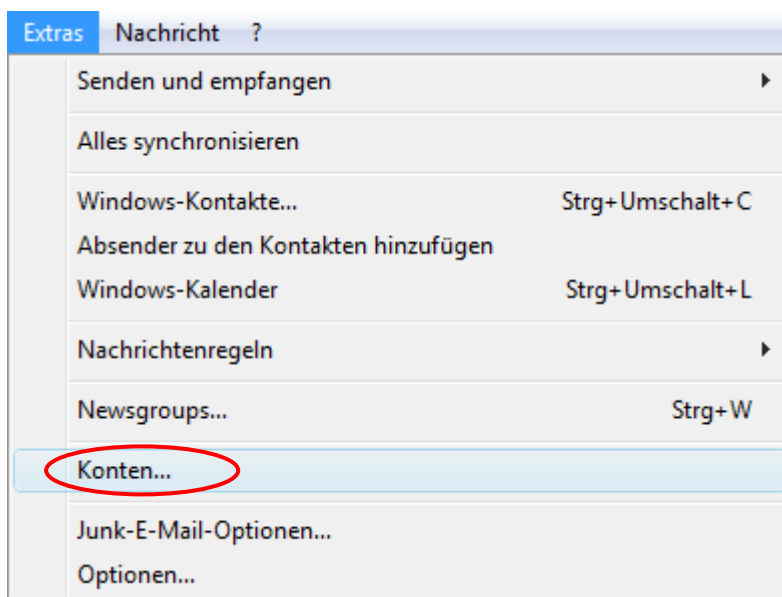 Extras Nachricht ?
Senden und empfangen
Alles synchronisieren
Windows-Kontakte... Strg+Umschalt+C
Absender zu den Kontakten hinzufügen
Windows-Kalender Strg+Umschalt+L
Nachrichtenregeln
Newsgroups... Strg+W
Konten...
Junk-E-Mail-Optionen...
Optionen...